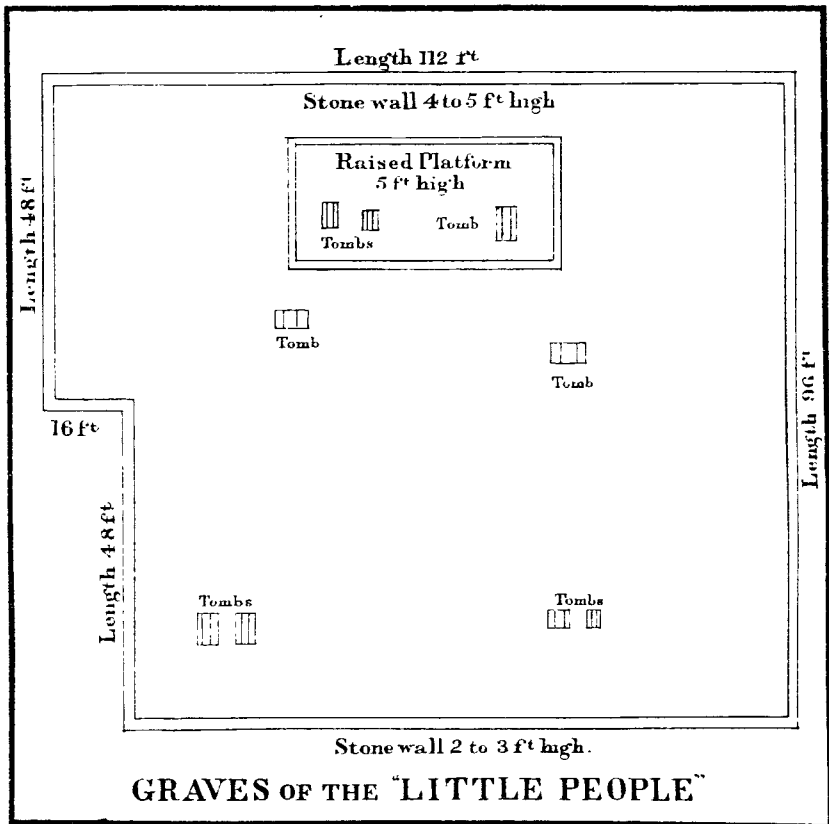 Length 112 ft
Stone wall 4 to 5 ft high
Raised Platform
5 ft high
Tombs
Tomb
Length 48 ft
Tomb
Tomb
16 ft
Length 96 ft
Length 48 ft
Tombs
Tombs
Stone wall 2 to 3 ft high.
GRAVES OF THE "LITTLE PEOPLE"